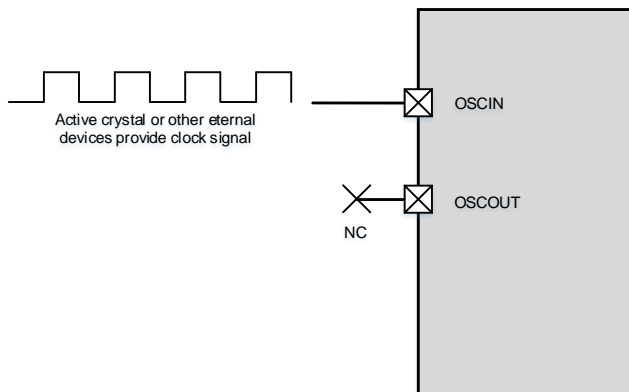 OSCIN
Active crystal or other eternal
devices provide clock signal
OSCOUT
NC